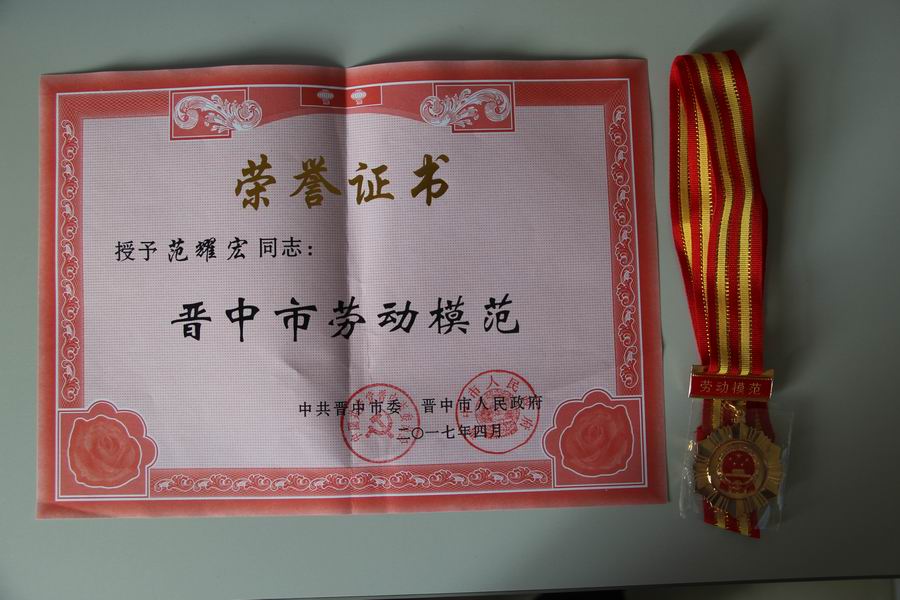 荣誉证书
授予 范耀宏 同志：
晋中市劳动模范
中共晋中市委 晋中市人民政府
二〇一七年四月
劳动模范